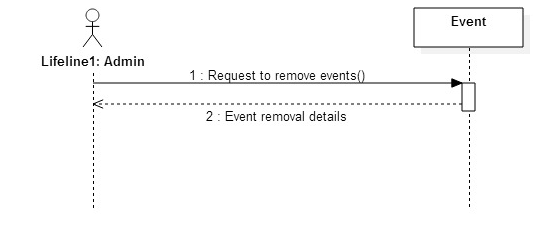 Event
Lifeline1: Admin
1 : Request to remove events()
2 : Event removal details